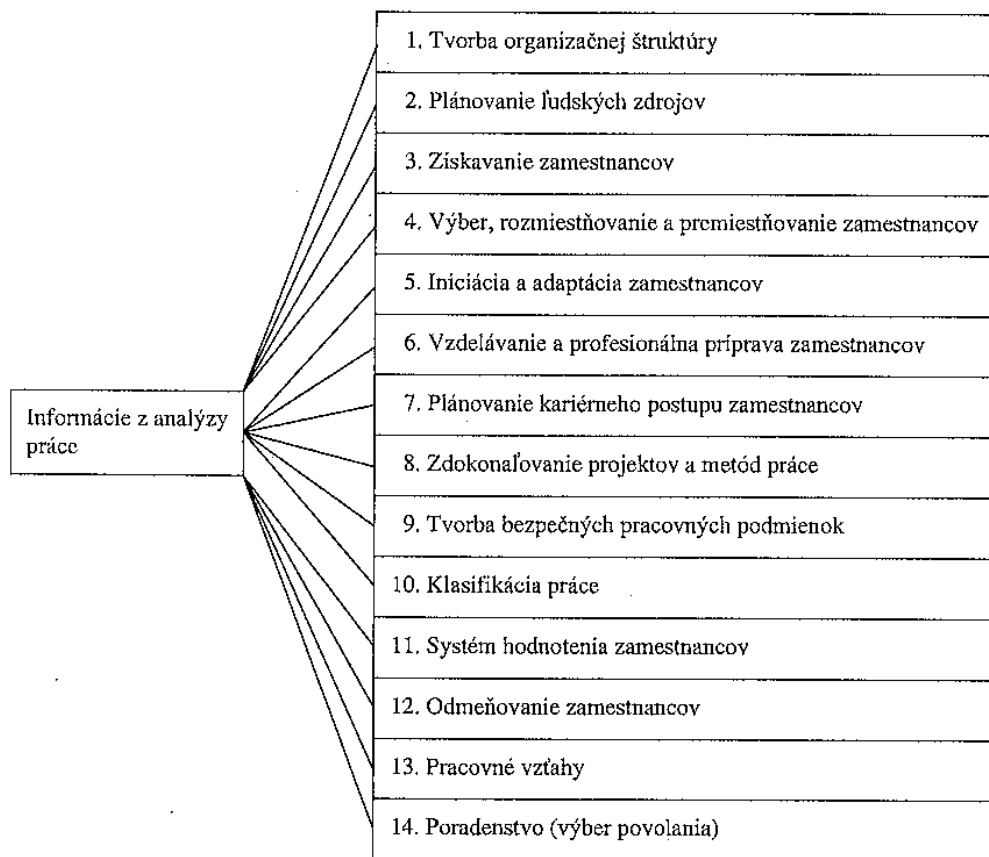 1. Tvorba organizačnej štruktúry
2. Plánovanie ľudských zdrojov
3. Získavanie zamestnancov
4. Výber, rozmiestňovanie a premiestňovanie zamestnancov
5. Iniciácia a adaptácia zamestnancov
6. Vzdelávanie a profesionálna príprava zamestnancov
Informácie z analýzy
práce
7. Plánovanie kariérneho postupu zamestnancov
8. Zdokonaľovanie projektov a metód práce
9. Tvorba bezpečných pracovných podmienok
10. Klasifikácia práce
11. Systém hodnotenia zamestnancov
12. Odmeňovanie zamestnancov
13. Pracovné vzťahy
14. Poradenstvo (výber povolania)